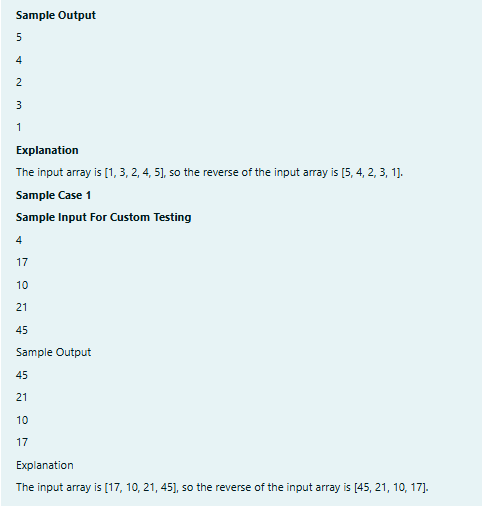 Sample Output
5
4
2
3
1
Explanation
The input array is [1, 3, 2, 4, 5], so the reverse of the input array is [5, 4, 2, 3, 1].
Sample Case 1
Sample Input For Custom Testing
4
17
10
21
45
Sample Output
45
21
10
17
Explanation
The input array is [17, 10, 21, 45], so the reverse of the input array is [45, 21, 10, 17].